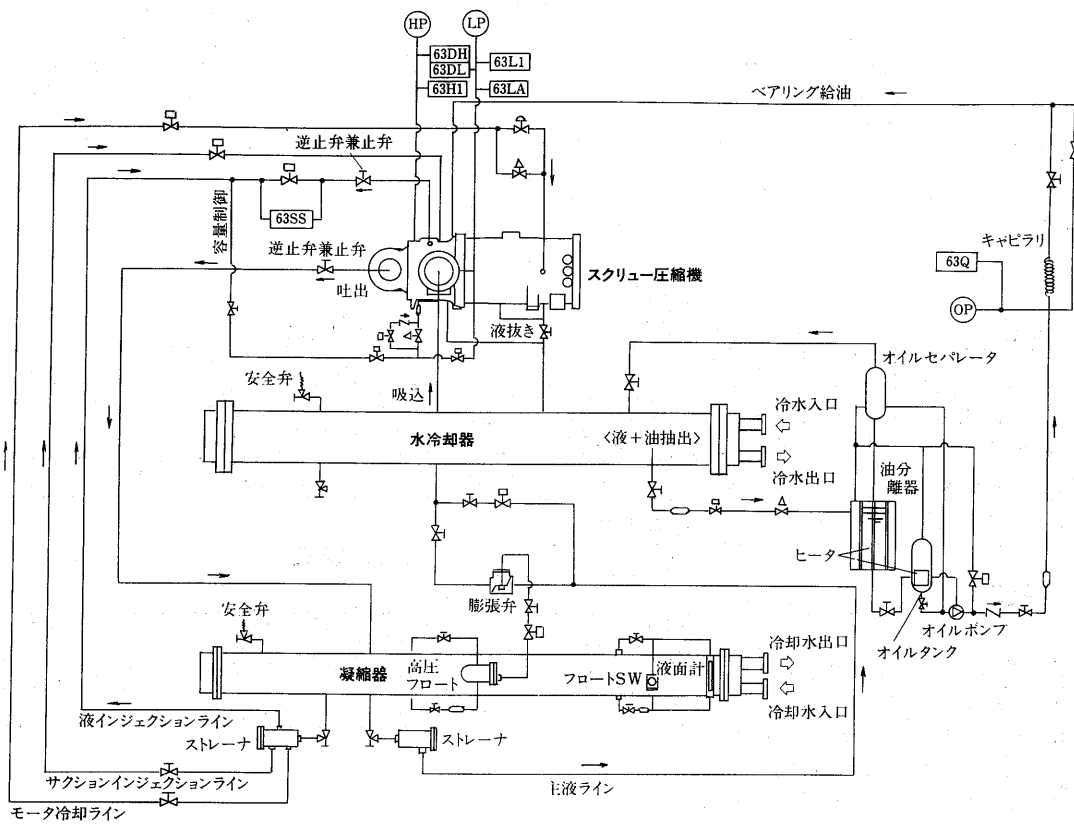 HP
LP
63DH
63DL
63L1
63H1
63LA
ベアリング給油
逆止弁兼止弁
63SS
容量制御
逆止弁兼止弁
吐出
スクリュー圧縮機
キャピラリ
63Q
OP
液抜き
オイルセパレータ
安全弁
吸込
冷水入口
水冷却器
<液+油抽出>
冷水出口
油分
離器
ヒータ
膨張弁
安全弁
オイルポンプ
オイルタンク
冷却水出口
凝縮器
高圧
フロート
フロートSW
液面計
冷却水入口
液インジェクションライン
ストレーナ
ストレーナ
サクションインジェクションライン
主液ライン
モータ冷却ライン